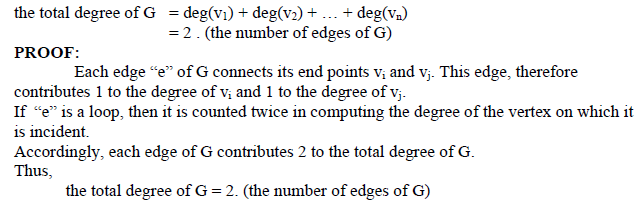 the total degree of G = deg(v₁) + deg(v₂) + … + deg(vₙ)
= 2 . (the number of edges of G)
PROOF:
Each edge “e” of G connects its end points vᵢ and vⱼ. This edge, therefore
contributes 1 to the degree of vᵢ and 1 to the degree of vⱼ.
If “e” is a loop, then it is counted twice in computing the degree of the vertex on which it
is incident.
Accordingly, each edge of G contributes 2 to the total degree of G.
Thus,
the total degree of G = 2. (the number of edges of G)